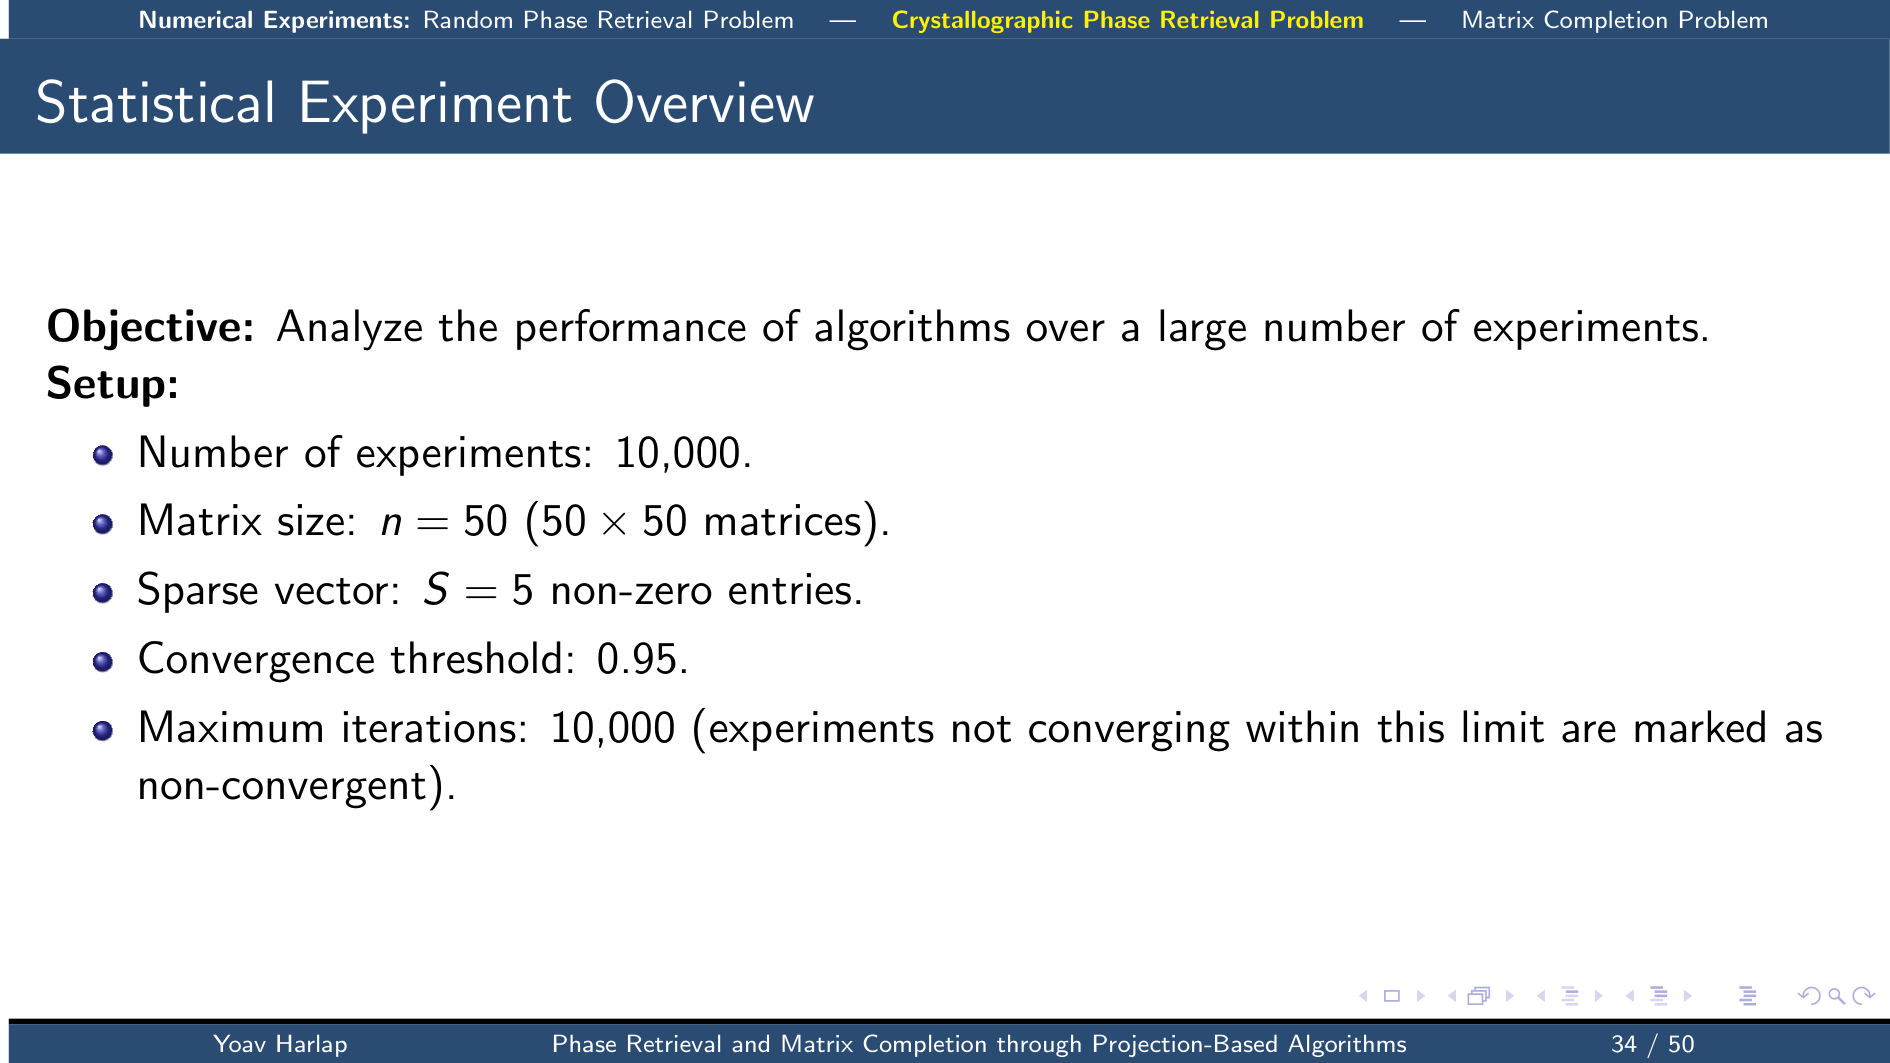 Numerical Experiments: Random Phase Retrieval Problem — Crystallographic Phase Retrieval Problem — Matrix Completion Problem
Statistical Experiment Overview
Objective: Analyze the performance of algorithms over a large number of experiments.
Setup:
Number of experiments: 10,000.
Matrix size: n = 50 (50 × 50 matrices).
Sparse vector: S = 5 non-zero entries.
Convergence threshold: 0.95.
Maximum iterations: 10,000 (experiments not converging within this limit are marked as
non-convergent).
Yoav Harlap Phase Retrieval and Matrix Completion through Projection-Based Algorithms 34 / 50